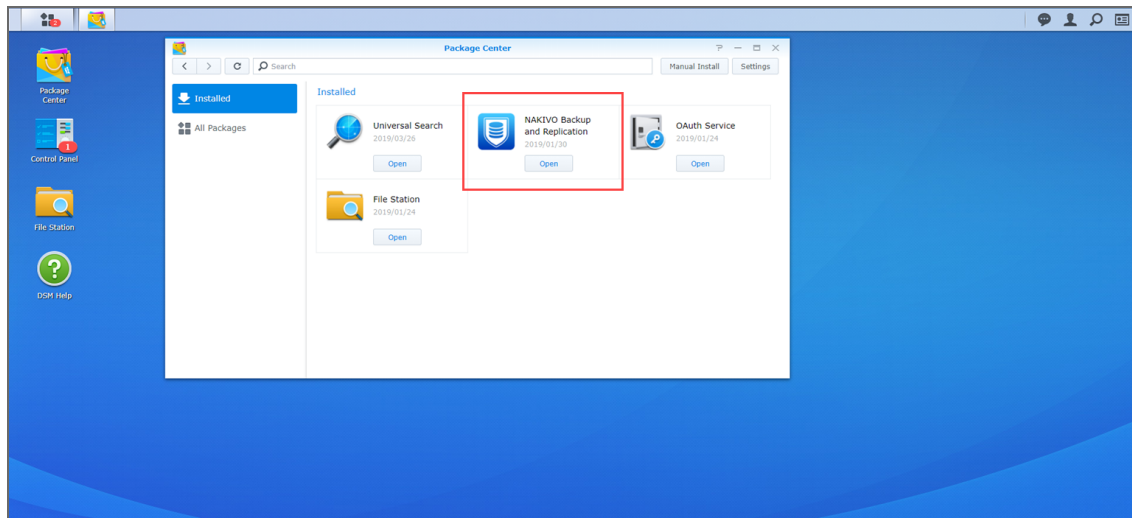 Package
Center
1
Control Panel
File Station
?
DSM Help
Package Center
Search
Manual Install
Settings
Installed
All Packages
Installed
Universal Search
2019/03/26
Open
NAKIVO Backup
and Replication
2019/01/30
Open
OAuth Service
2019/01/24
Open
File Station
2019/01/24
Open